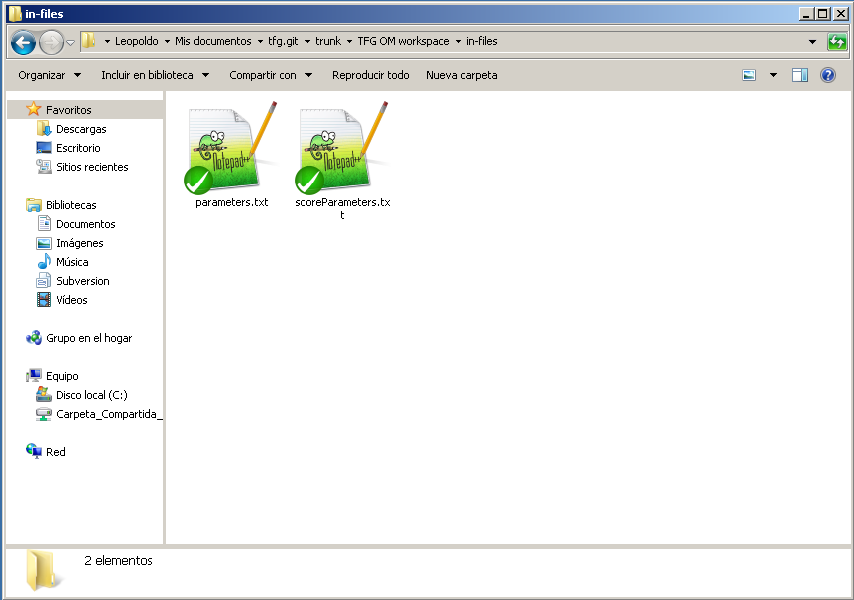 in-files
Leopoldo Mis documentos tfg.git trunk TFG OM workspace in-files
Organizar Incluir en biblioteca Compartir con Reproducir todo Nueva carpeta
Favoritos
Descargas
Escritorio
Sitios recientes
Bibliotecas
Documentos
Imágenes
Música
Subversion
Vídeos
Grupo en el hogar
Equipo
Disco local (C:)
Carpeta_Compartida_
Red
Notepad++
parameters.txt
Notepad++
scoreParameters.tx
t
2 elementos